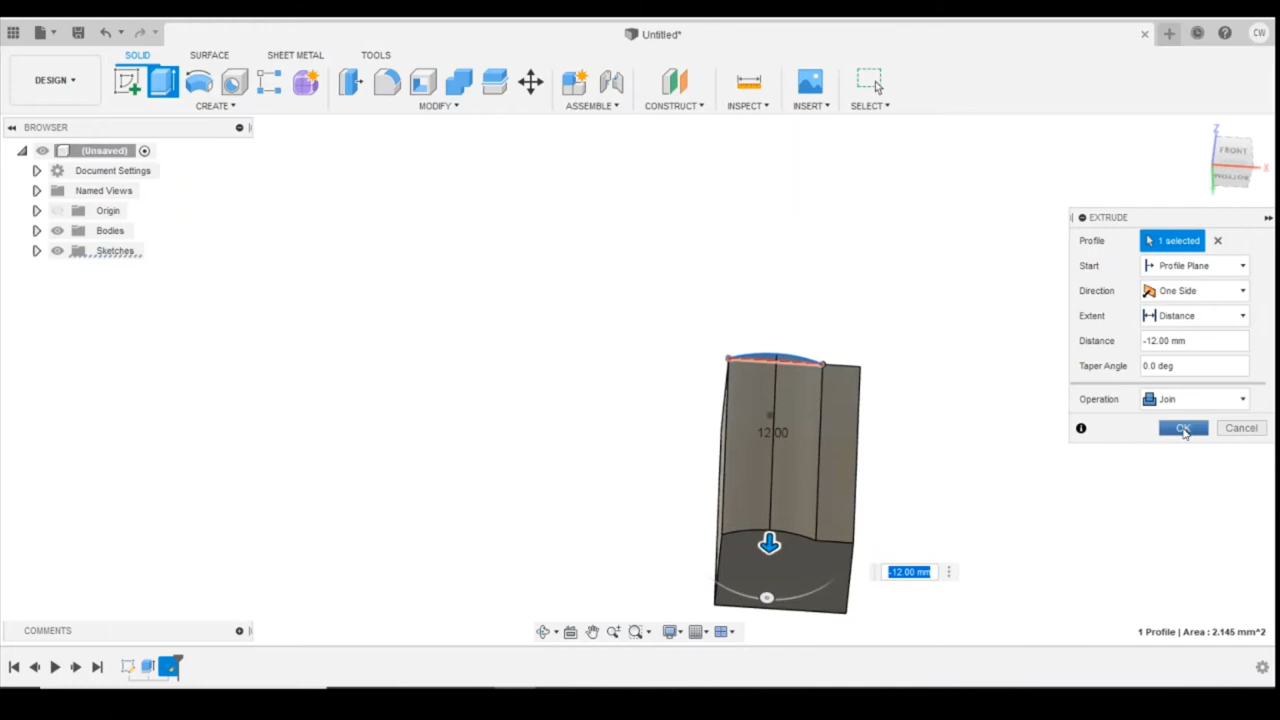 Untitled*
CW
SOLID
SURFACE
SHEET METAL
TOOLS
DESIGN
CREATE
MODIFY
ASSEMBLE
CONSTRUCT
INSPECT
INSERT
SELECT
BROWSER
(Unsaved)
Document Settings
Named Views
Origin
Bodies
Sketches
Z
FRONT
X
EXTRUDE
Profile
1 selected
Start
Profile Plane
Direction
One Side
Extent
Distance
Distance
-12.00 mm
Taper Angle
0.0 deg
Operation
Join
OK
Cancel
12.00
-12.00 mm
COMMENTS
1 Profile | Area : 2.145 mm^2